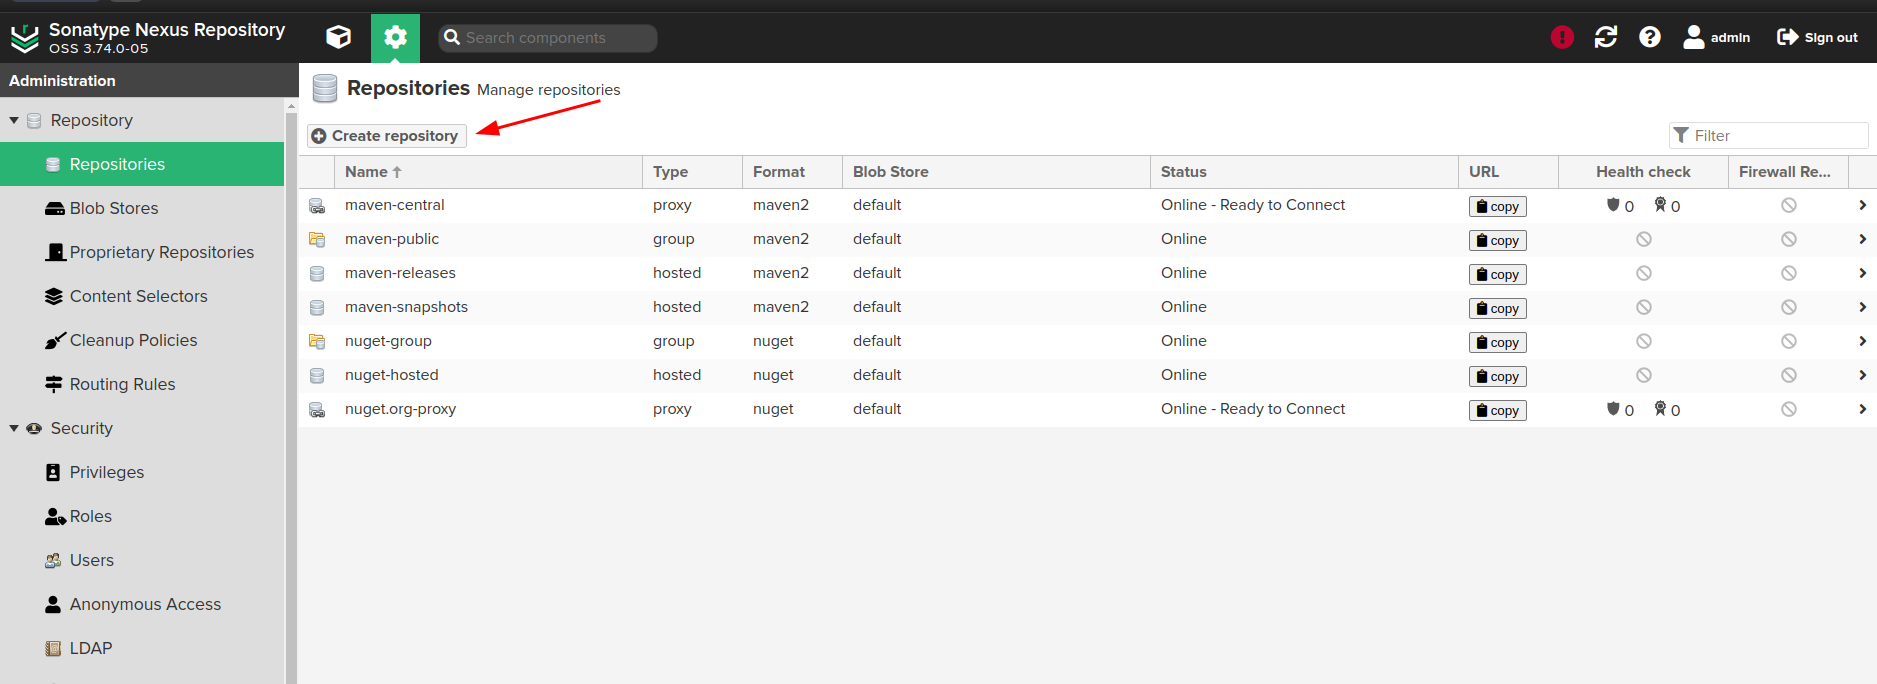 Sonatype Nexus Repository
OSS 3.74.0-05
Search components
admin
Sign out
Administration
Repositories Manage repositories
Repository
Create repository
Filter
Repositories
Name Type Format Blob Store Status URL Health check Firewall Re...
maven-central proxy maven2 default Online - Ready to Connect copy 0 0
Blob Stores
maven-public group maven2 default Online copy
Proprietary Repositories
maven-releases hosted maven2 default Online copy
Content Selectors
maven-snapshots hosted maven2 default Online copy
Cleanup Policies
nuget-group group nuget default Online copy
Routing Rules
nuget-hosted hosted nuget default Online copy
nuget.org-proxy proxy nuget default Online - Ready to Connect copy 0 0
Security
Privileges
Roles
Users
Anonymous Access
LDAP